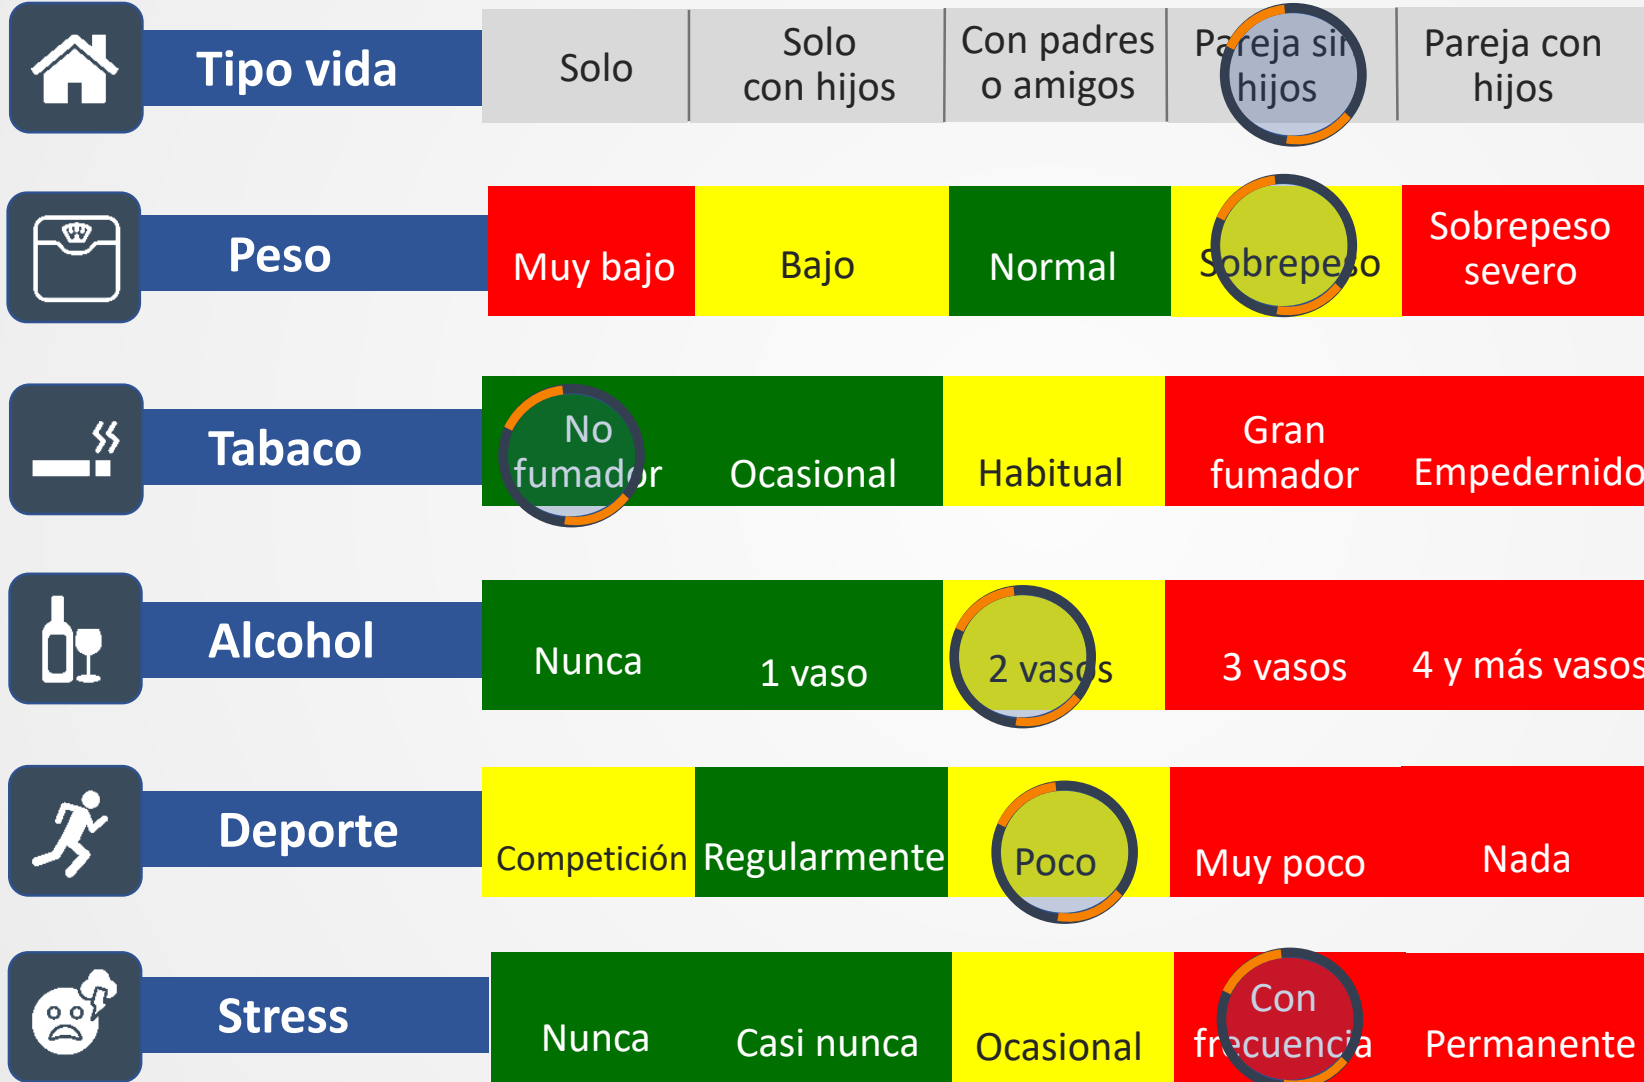 Tipo vida
Solo
Solo
con hijos
Con padres
o amigos
Pareja sin
hijos
Pareja con
hijos
Peso
Muy bajo
Bajo
Normal
Sobrepeso
Sobrepeso
severo
Tabaco
No
fumador
Ocasional
Habitual
Gran
fumador
Empedernido
Alcohol
Nunca
1 vaso
2 vasos
3 vasos
4 y más vasos
Deporte
Competición
Regularmente
Poco
Muy poco
Nada
Stress
Nunca
Casi nunca
Ocasional
Con
frecuencia
Permanente